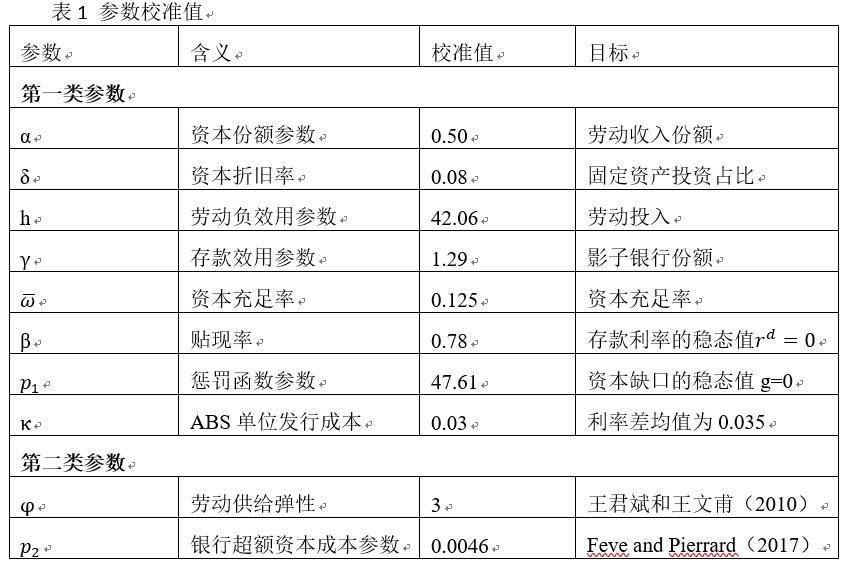 表 1 参数校准值
参数 含义 校准值 目标
第一类参数
α 资本份额参数 0.50 劳动收入份额
δ 资本折旧率 0.08 固定资产投资占比
h 劳动负效用参数 42.06 劳动投入
γ 存款效用参数 1.29 影子银行份额
ω̅ 资本充足率 0.125 资本充足率
β 贴现率 0.78 存款利率的稳态值r^d = 0
p₁ 惩罚函数参数 47.61 资本缺口的稳态值 g=0
κ ABS 单位发行成本 0.03 利率差均值为 0.035
第二类参数
φ 劳动供给弹性 3 王君斌和王文甫（2010）
p₂ 银行超额资本成本参数 0.0046 Feve and Pierrard（2017）